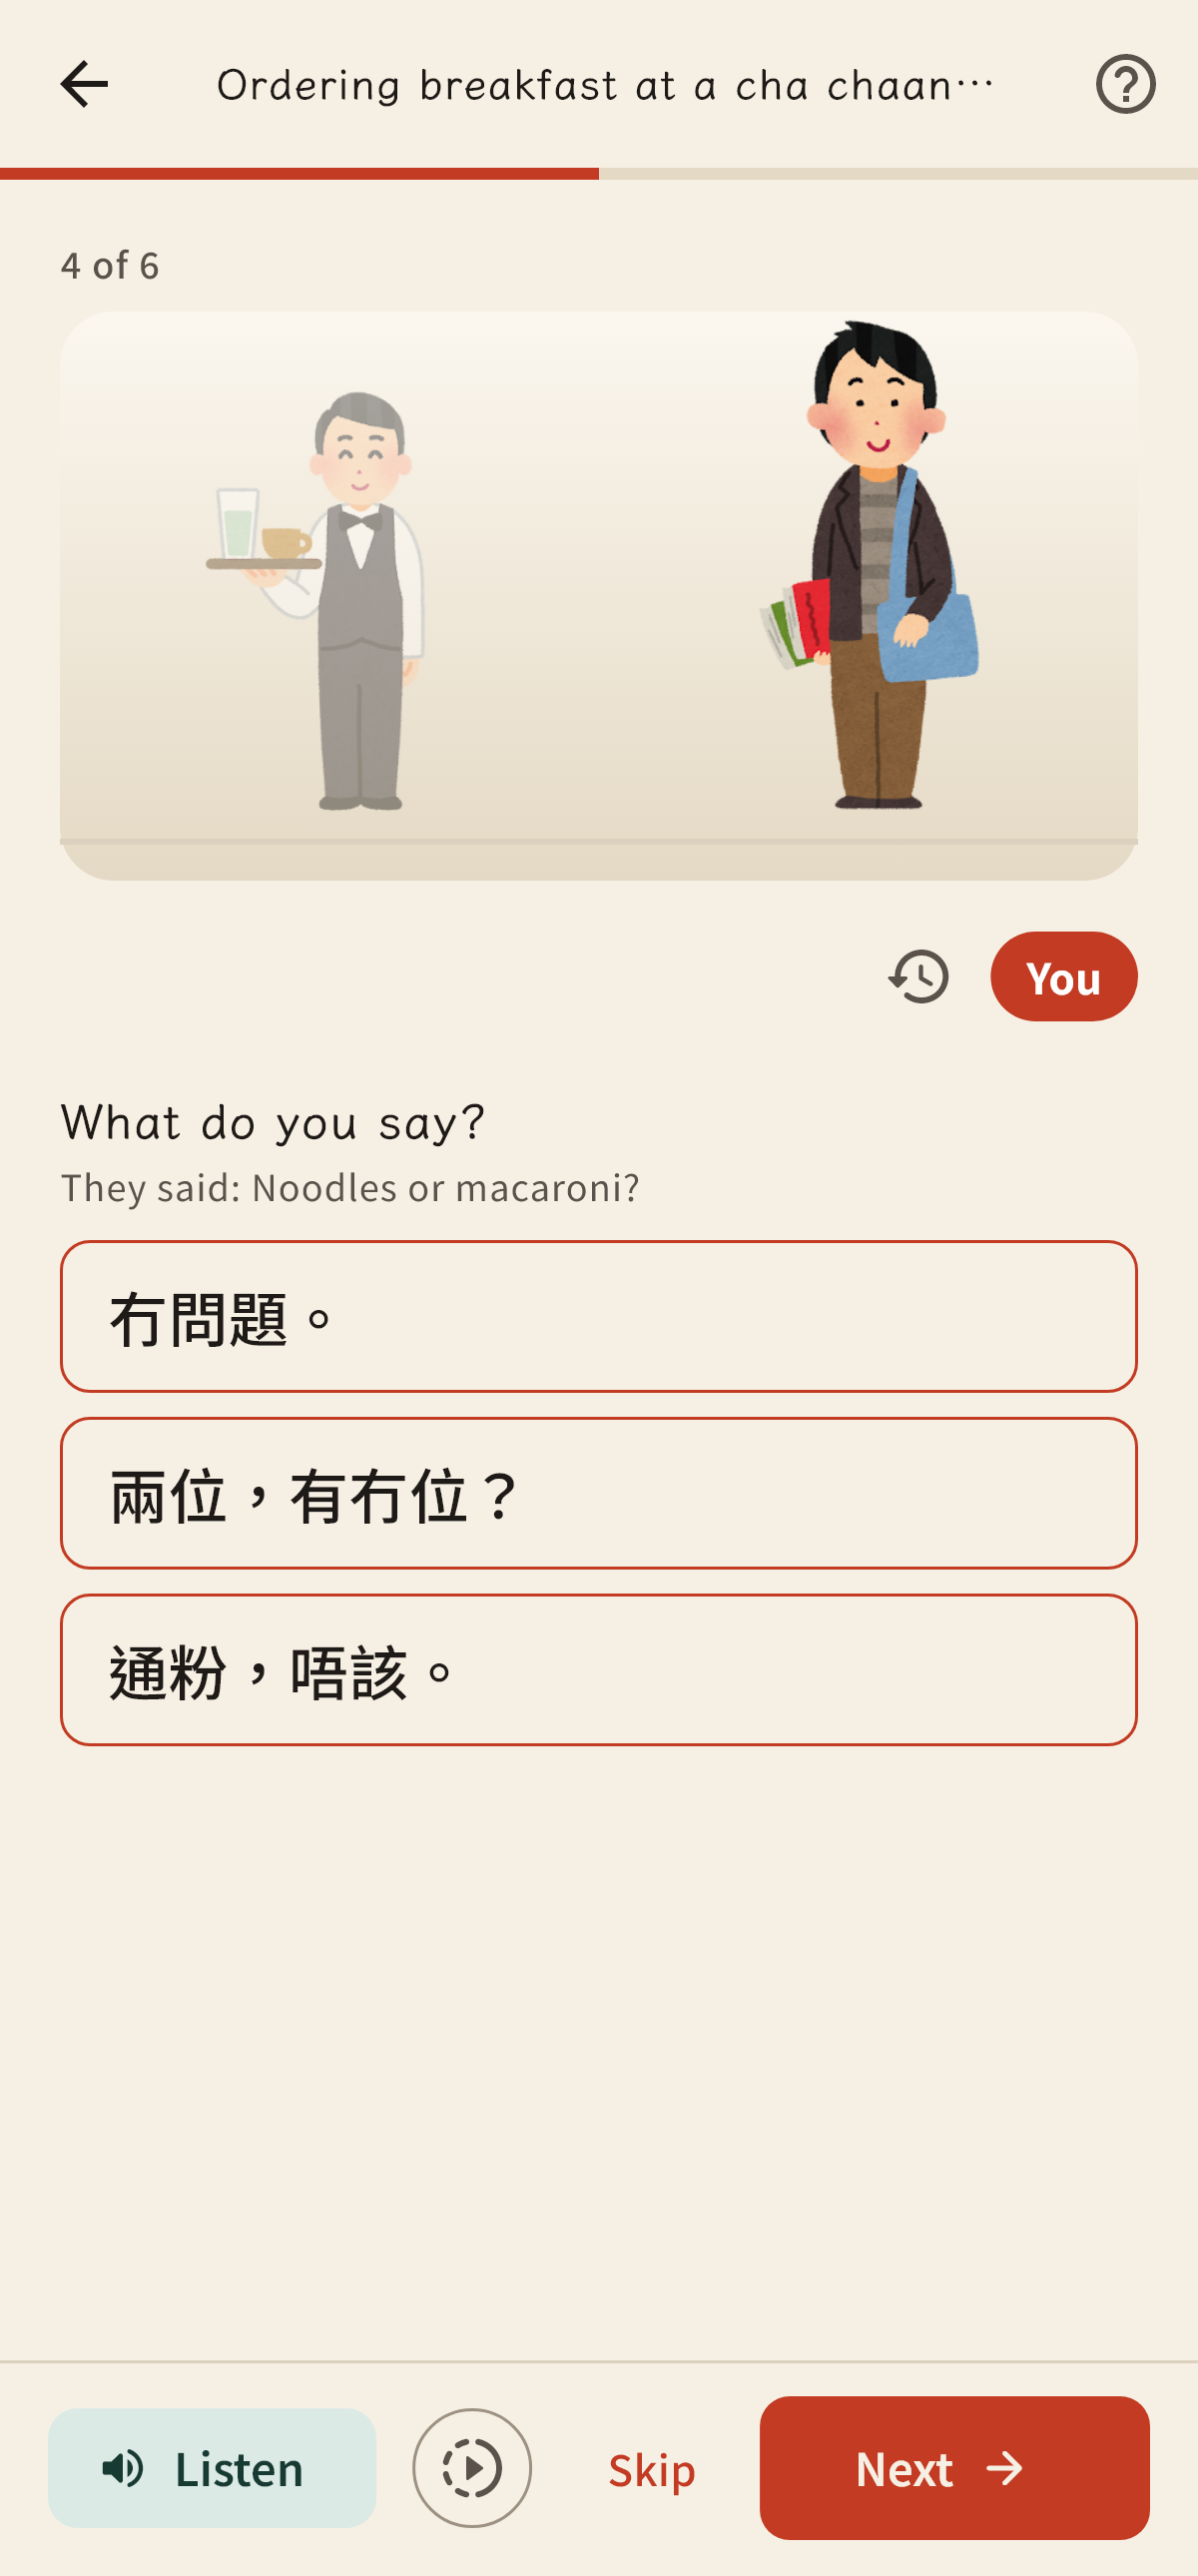 Ordering breakfast at a cha chaan…
4 of 6
You
What do you say?
They said: Noodles or macaroni?
冇問題。
兩位，有冇位？
通粉，唔該。
Listen
Skip
Next